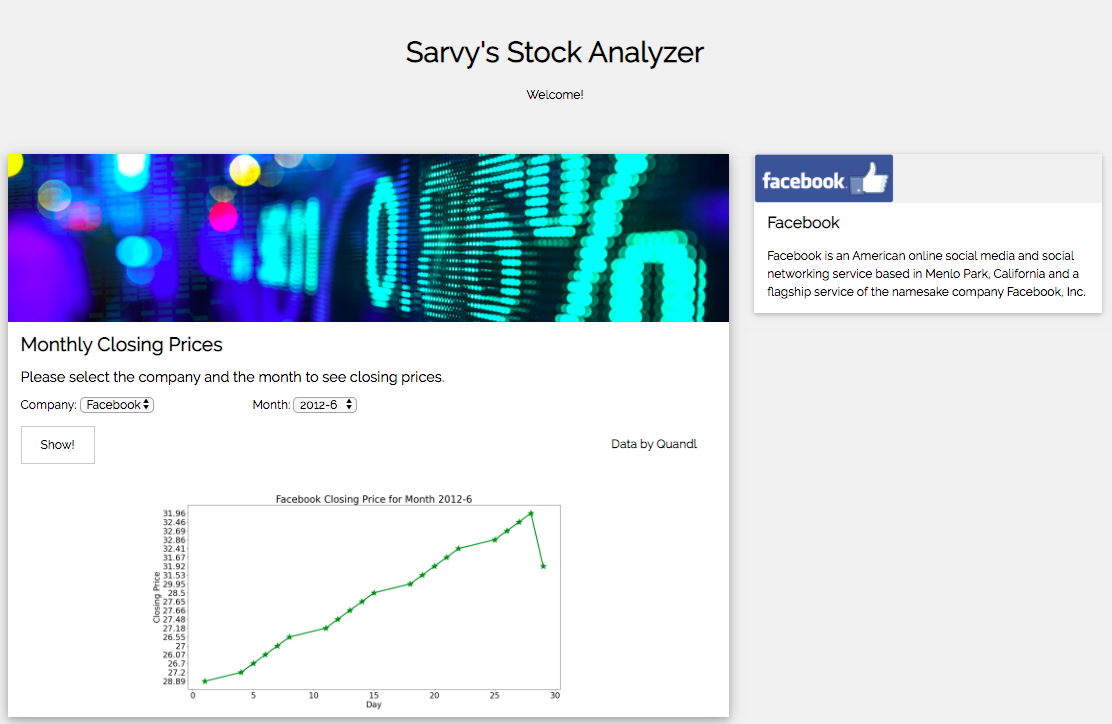 Sarvy's Stock Analyzer
Welcome!
facebook
Facebook
Facebook is an American online social media and social
networking service based in Menlo Park, California and a
flagship service of the namesake company Facebook, Inc.
Monthly Closing Prices
Please select the company and the month to see closing prices.
Company: Facebook Month: 2012-6
Show! Data by Quandl
Facebook Closing Price for Month 2012-6
31.96
32.46
32.69
32.86
32.41
31.67
31.92
31.53
29.95
28.5
27.65
27.66
27.48
27.18
26.55
27
26.07
26.7
27.2
28.89
Closing Price
0 5 10 15 20 25 30
Day